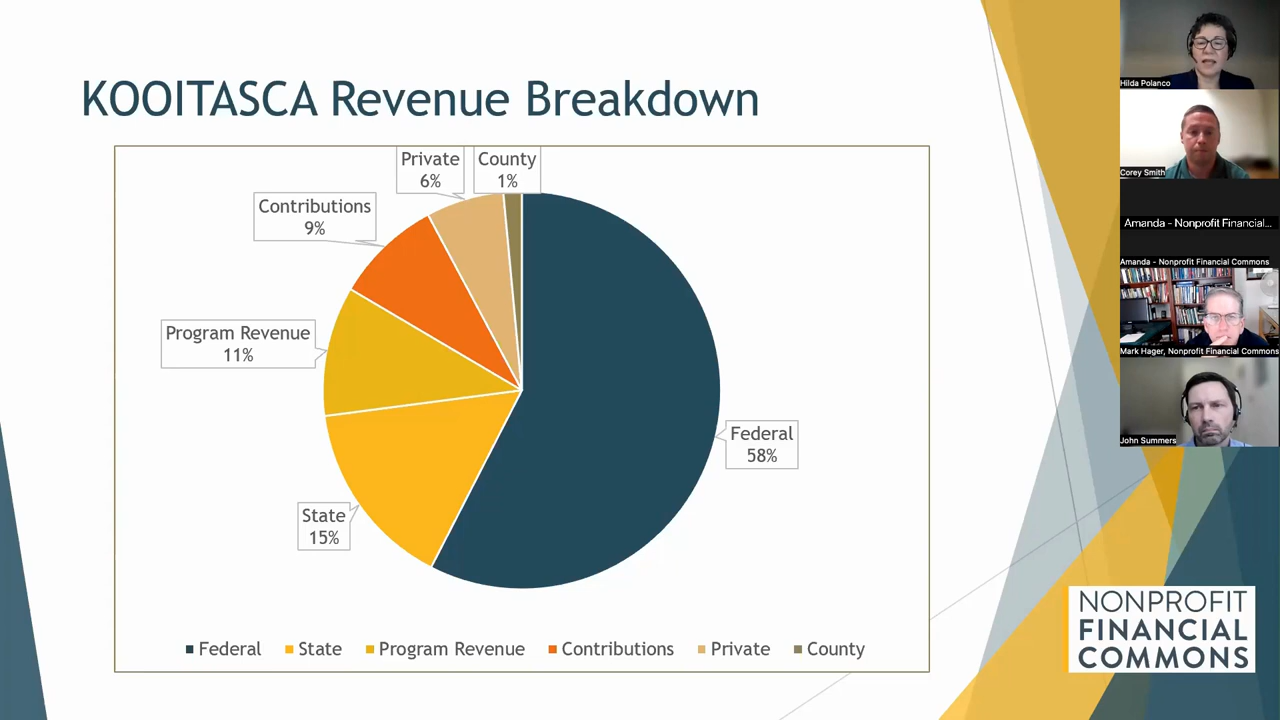 KOOITASCA Revenue Breakdown
Private
6%
County
1%
Contributions
9%
Program Revenue
11%
Federal
58%
State
15%
Federal State Program Revenue Contributions Private County
Hilda Polanco
Corey Smith
Amanda - Nonprofit Financial...
Amanda - Nonprofit Financial Commons
Mark Hager, Nonprofit Financial Commons
John Summers
NONPROFIT
FINANCIAL
COMMONS